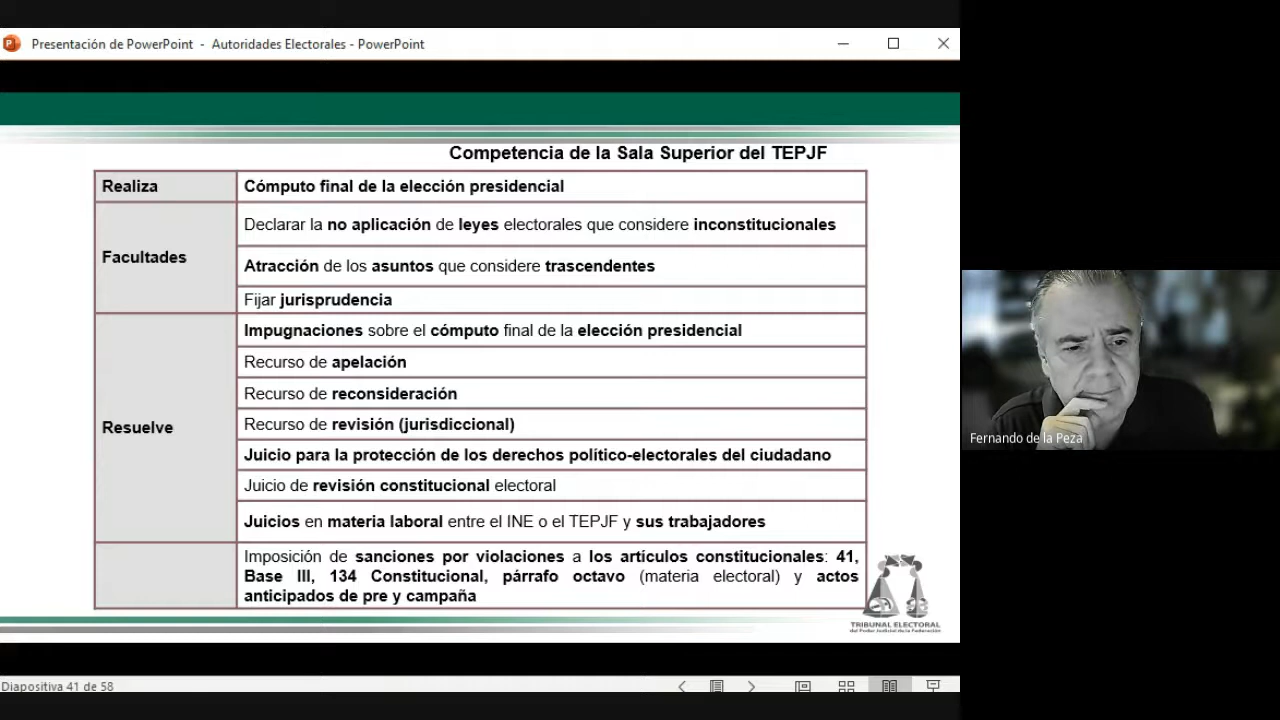 Presentación de PowerPoint - Autoridades Electorales - PowerPoint
Competencia de la Sala Superior del TEPJF
Realiza
Cómputo final de la elección presidencial
Facultades
Declarar la no aplicación de leyes electorales que considere inconstitucionales
Atracción de los asuntos que considere trascendentes
Fijar jurisprudencia
Resuelve
Impugnaciones sobre el cómputo final de la elección presidencial
Recurso de apelación
Recurso de reconsideración
Recurso de revisión (jurisdiccional)
Juicio para la protección de los derechos político-electorales del ciudadano
Juicio de revisión constitucional electoral
Juicios en materia laboral entre el INE o el TEPJF y sus trabajadores
Imposición de sanciones por violaciones a los artículos constitucionales: 41,
Base III, 134 Constitucional, párrafo octavo (materia electoral) y actos
anticipados de pre y campaña
TRIBUNAL ELECTORAL
del Poder Judicial de la Federación
Fernando de la Peza
Diapositiva 41 de 58